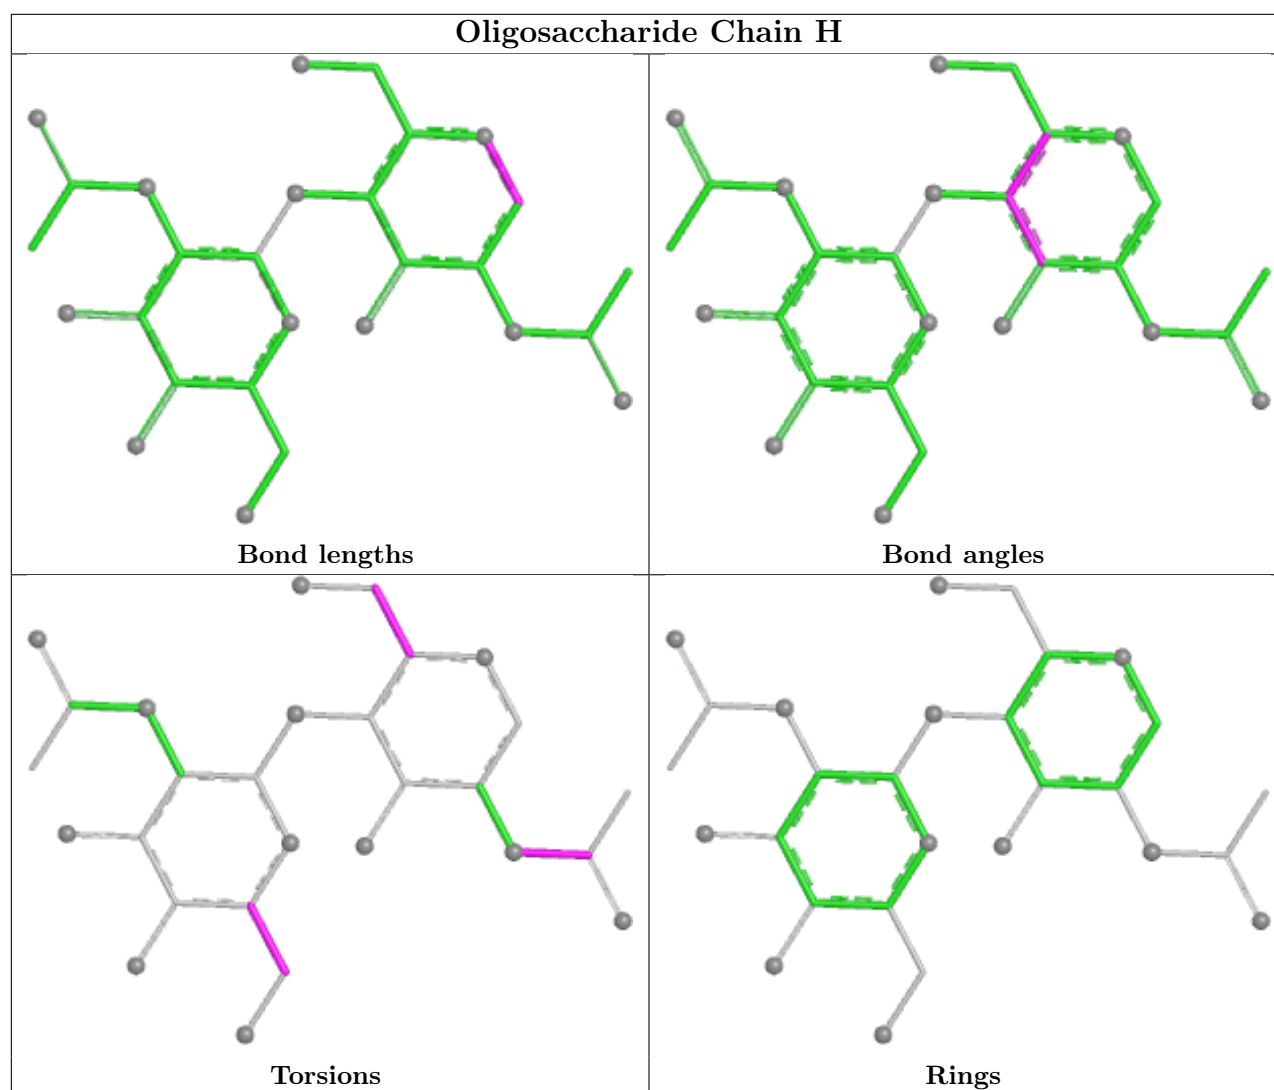 Oligosaccharide Chain H
Bond lengths
Bond angles
Torsions
Rings